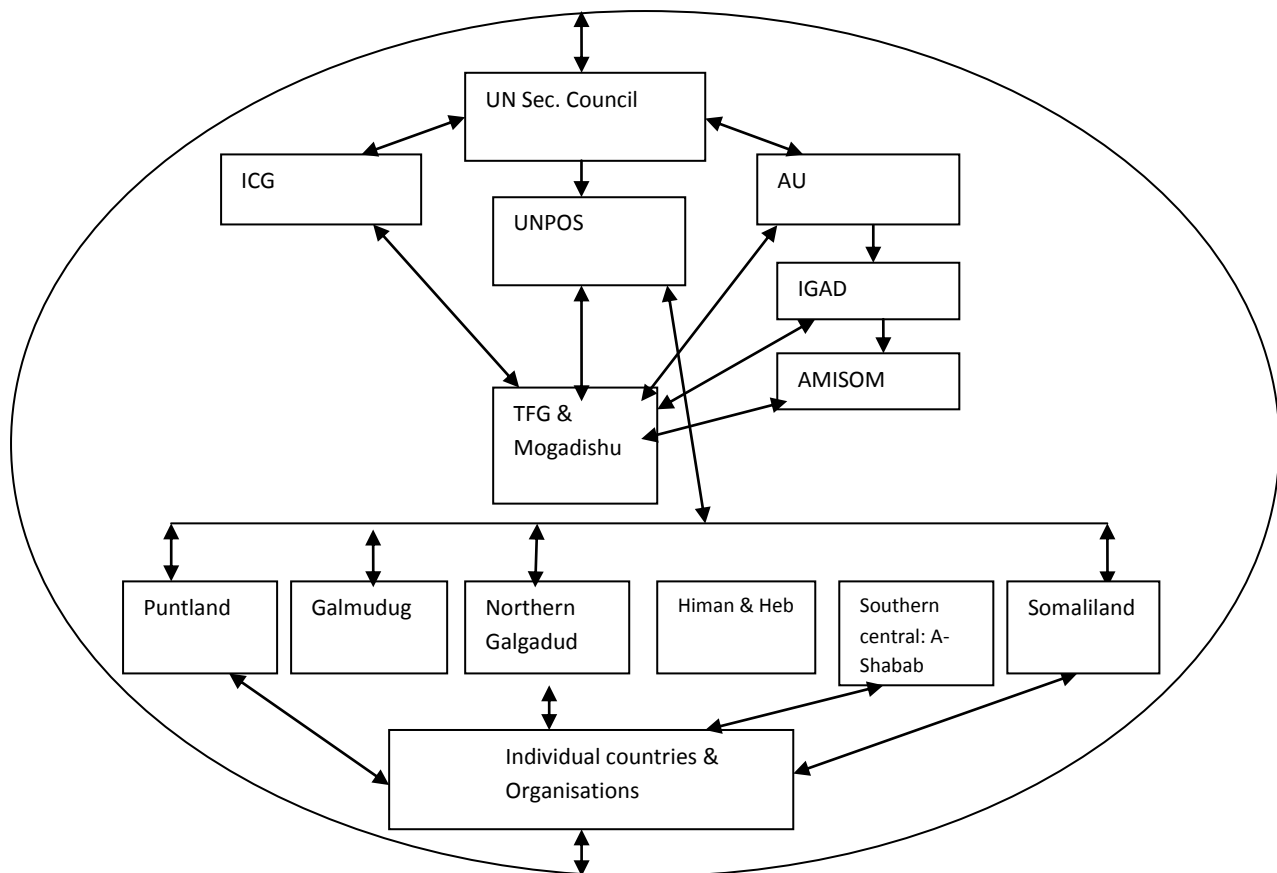 UN Sec. Council
ICG
AU
UNPOS
IGAD
AMISOM
TFG &
Mogadishu
Puntland
Galmudug
Northern
Galgadud
Himan & Heb
Southern
central: A-
Shabab
Somaliland
Individual countries &
Organisations